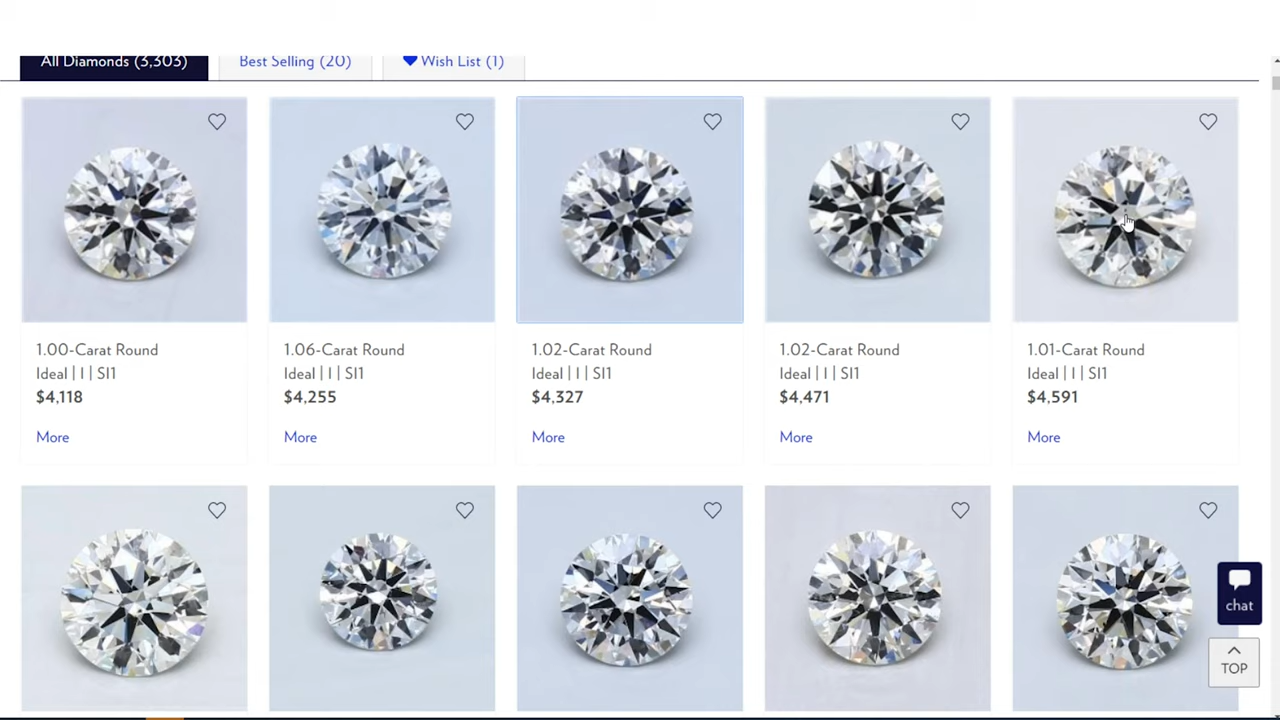 All Diamonds (3,303)
Best Selling (20)
Wish List (1)
1.00-Carat Round
Ideal | I | SI1
$4,118
More
1.06-Carat Round
Ideal | I | SI1
$4,255
More
1.02-Carat Round
Ideal | I | SI1
$4,327
More
1.02-Carat Round
Ideal | I | SI1
$4,471
More
1.01-Carat Round
Ideal | I | SI1
$4,591
More
chat
TOP